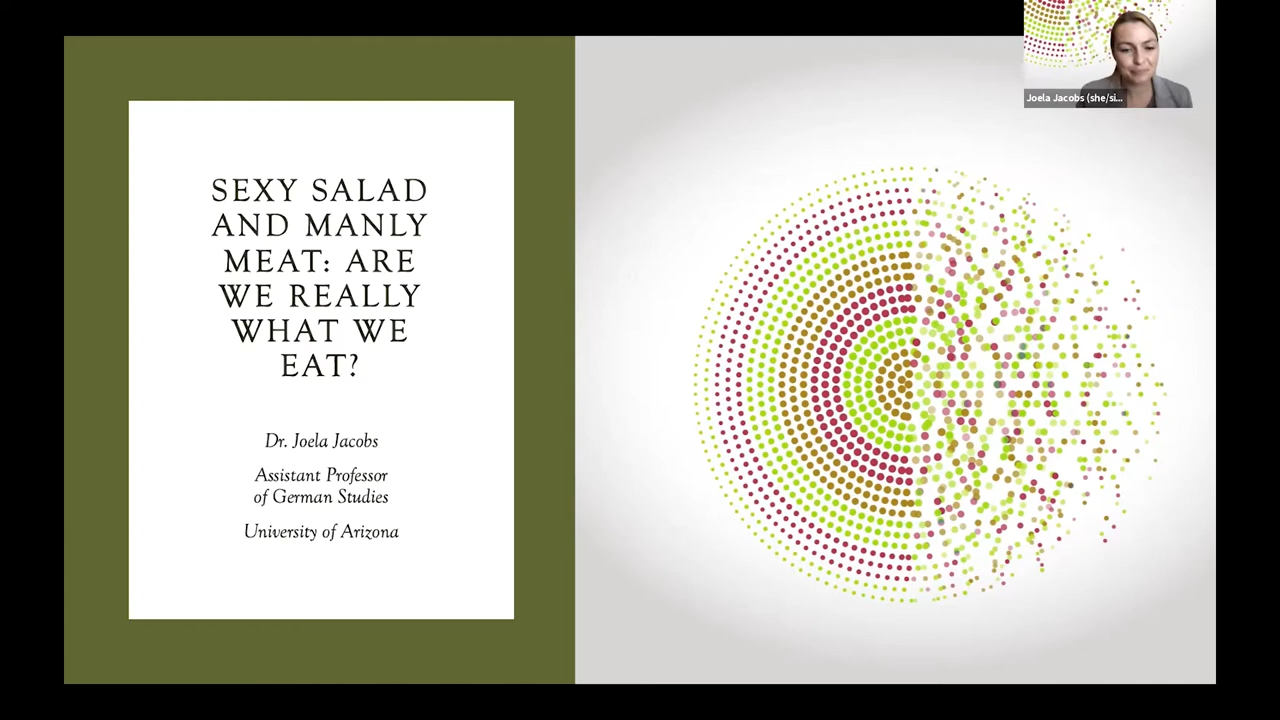 SEXY SALAD
AND MANLY
MEAT: ARE
WE REALLY
WHAT WE
EAT?
Dr. Joela Jacobs
Assistant Professor
of German Studies
University of Arizona
Joela Jacobs (she/si...